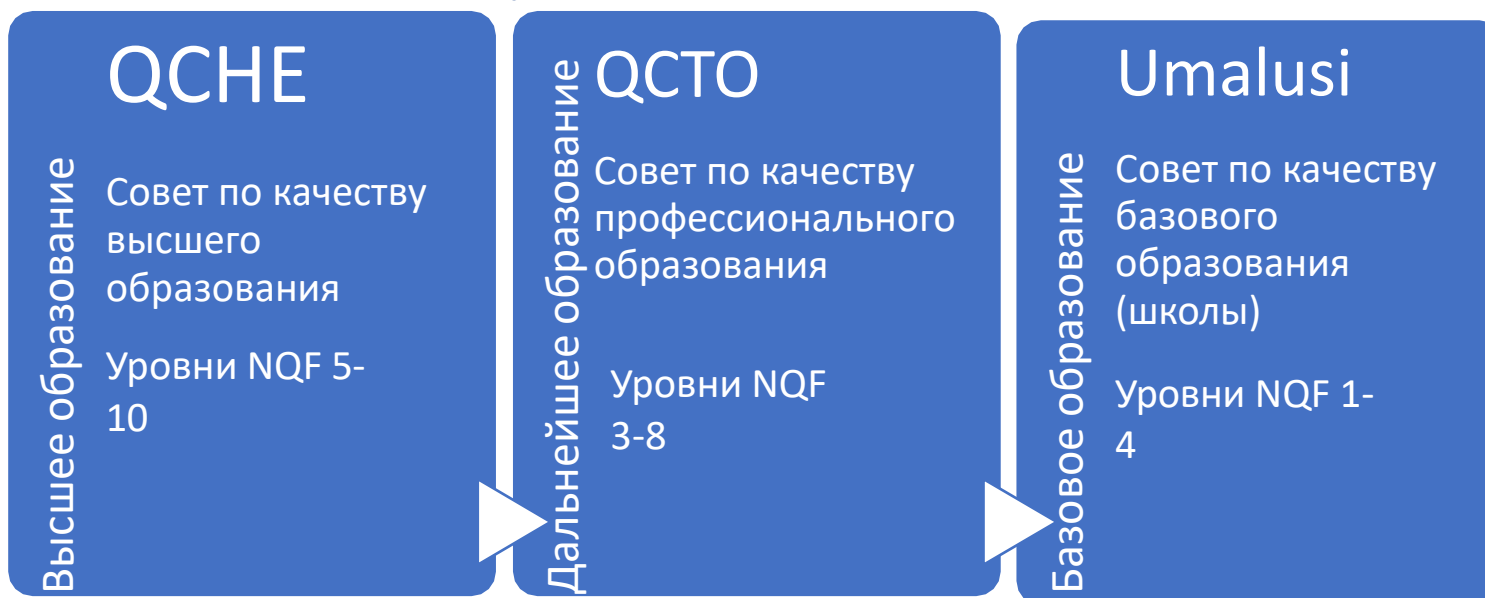 Высшее образование
QCHE
Совет по качеству
высшего
образования
Уровни NQF 5-
10
Дальнейшее образование
QCTO
Совет по качеству
профессионального
образования
Уровни NQF
3-8
Базовое образование
Umalusi
Совет по качеству
базового
образования
(школы)
Уровни NQF 1-
4